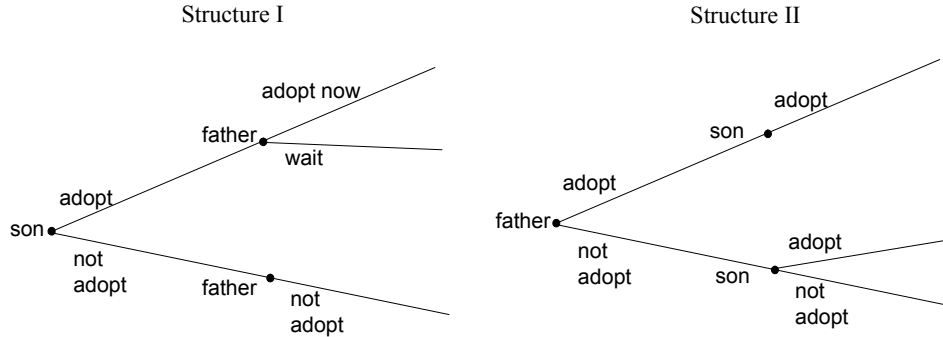 Structure I
adopt now
father
wait
adopt
son
not
adopt
father
not
adopt
Structure II
adopt
son
adopt
father
not
adopt
adopt
son
not
adopt